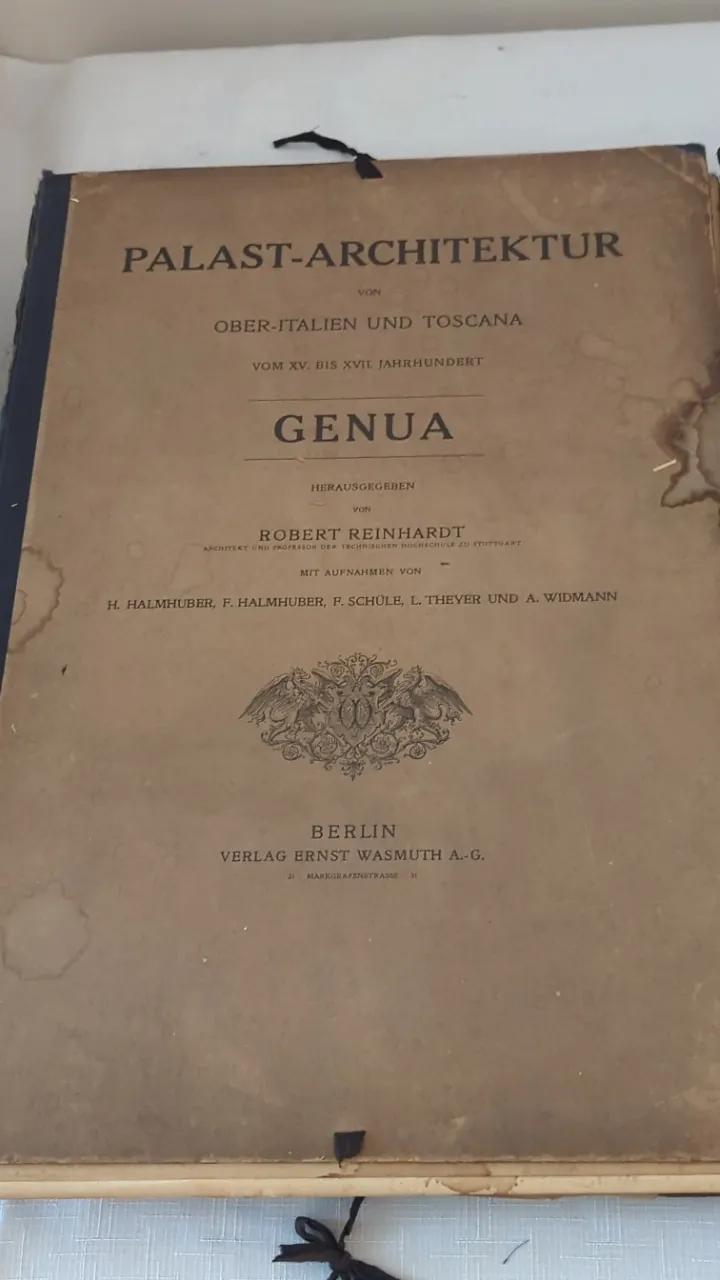 PALAST-ARCHITEKTUR
VON
OBER-ITALIEN UND TOSCANA
VOM XV. BIS XVII. JAHRHUNDERT
GENUA
HERAUSGEGEBEN
VON
ROBERT REINHARDT
ARCHITEKT UND PROFESSOR DER TECHNISCHEN HOCHSCHULE ZU STUTTGART
MIT AUFNAHMEN VON
H. HALMHUBER, F. HALMHUBER, F. SCHÜLE, L. THEYER UND A. WIDMANN
BERLIN
VERLAG ERNST WASMUTH A.-G.
MARKGRAFENSTRASSE